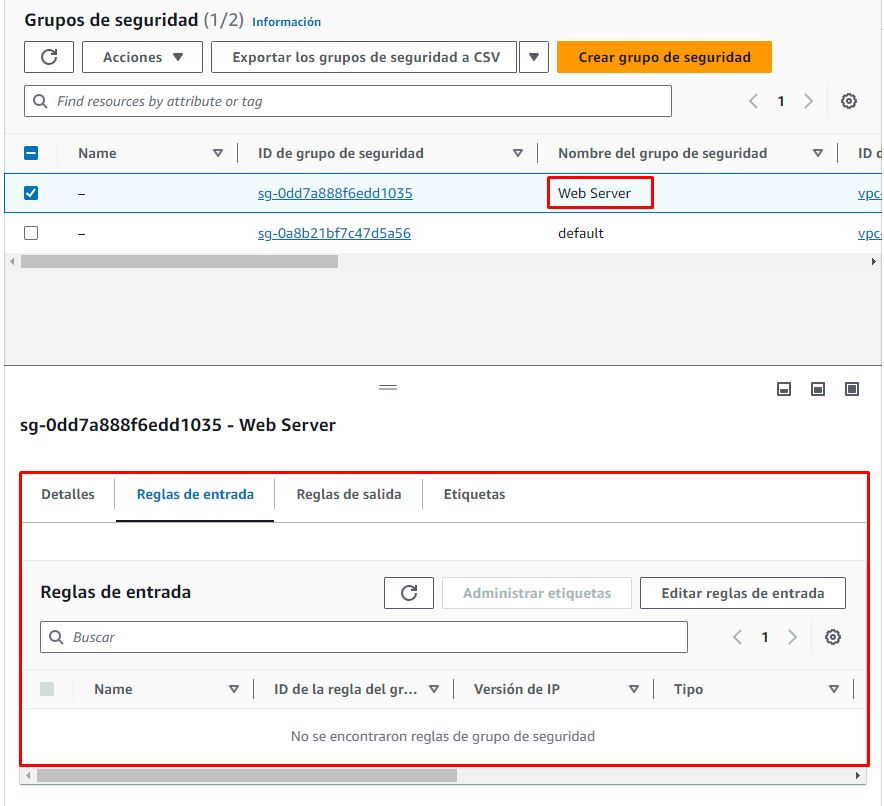 Grupos de seguridad (1/2) Información
Acciones Exportar los grupos de seguridad a CSV Crear grupo de seguridad
Find resources by attribute or tag 1
Name ID de grupo de seguridad Nombre del grupo de seguridad ID d
– sg-0dd7a888f6edd1035 Web Server vpc-
– sg-0a8b21bf7c47d5a56 default vpc-
sg-0dd7a888f6edd1035 - Web Server
Detalles Reglas de entrada Reglas de salida Etiquetas
Reglas de entrada Administrar etiquetas Editar reglas de entrada
Buscar 1
Name ID de la regla del gr... Versión de IP Tipo
No se encontraron reglas de grupo de seguridad